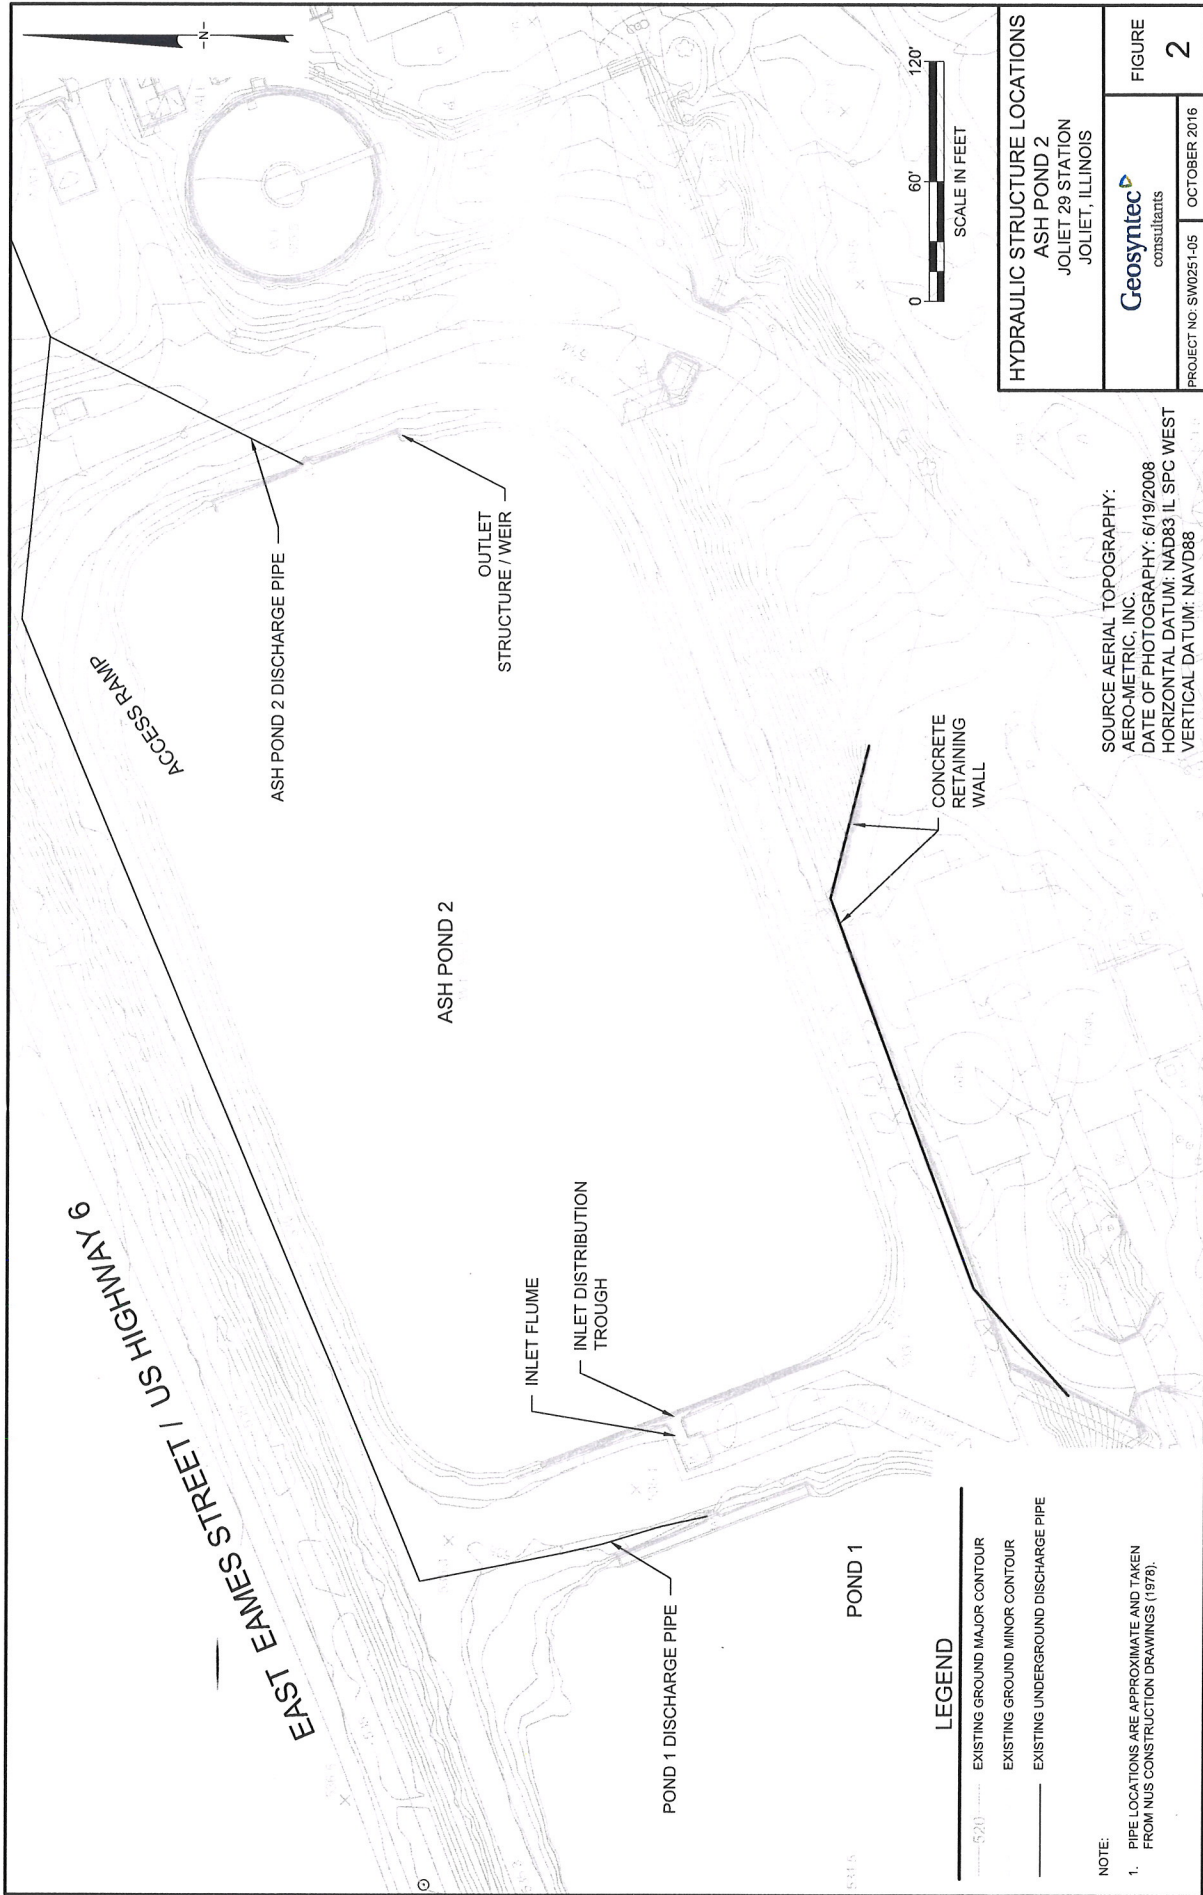 EAST EAMES STREET / US HIGHWAY 6
-N-
ACCESS RAMP
ASH POND 2 DISCHARGE PIPE
OUTLET
STRUCTURE / WEIR
ASH POND 2
INLET FLUME
INLET DISTRIBUTION
TROUGH
POND 1 DISCHARGE PIPE
POND 1
CONCRETE
RETAINING
WALL
0 60' 120'
SCALE IN FEET
LEGEND
520 EXISTING GROUND MAJOR CONTOUR
EXISTING GROUND MINOR CONTOUR
EXISTING UNDERGROUND DISCHARGE PIPE
NOTE:
1. PIPE LOCATIONS ARE APPROXIMATE AND TAKEN
FROM NUS CONSTRUCTION DRAWINGS (1978).
SOURCE AERIAL TOPOGRAPHY:
AERO-METRIC, INC.
DATE OF PHOTOGRAPHY: 6/19/2008
HORIZONTAL DATUM: NAD83 IL SPC WEST
VERTICAL DATUM: NAVD88
HYDRAULIC STRUCTURE LOCATIONS
ASH POND 2
JOLIET 29 STATION
JOLIET, ILLINOIS
Geosyntec
consultants
FIGURE
2
PROJECT NO: SW0251-05
OCTOBER 2016